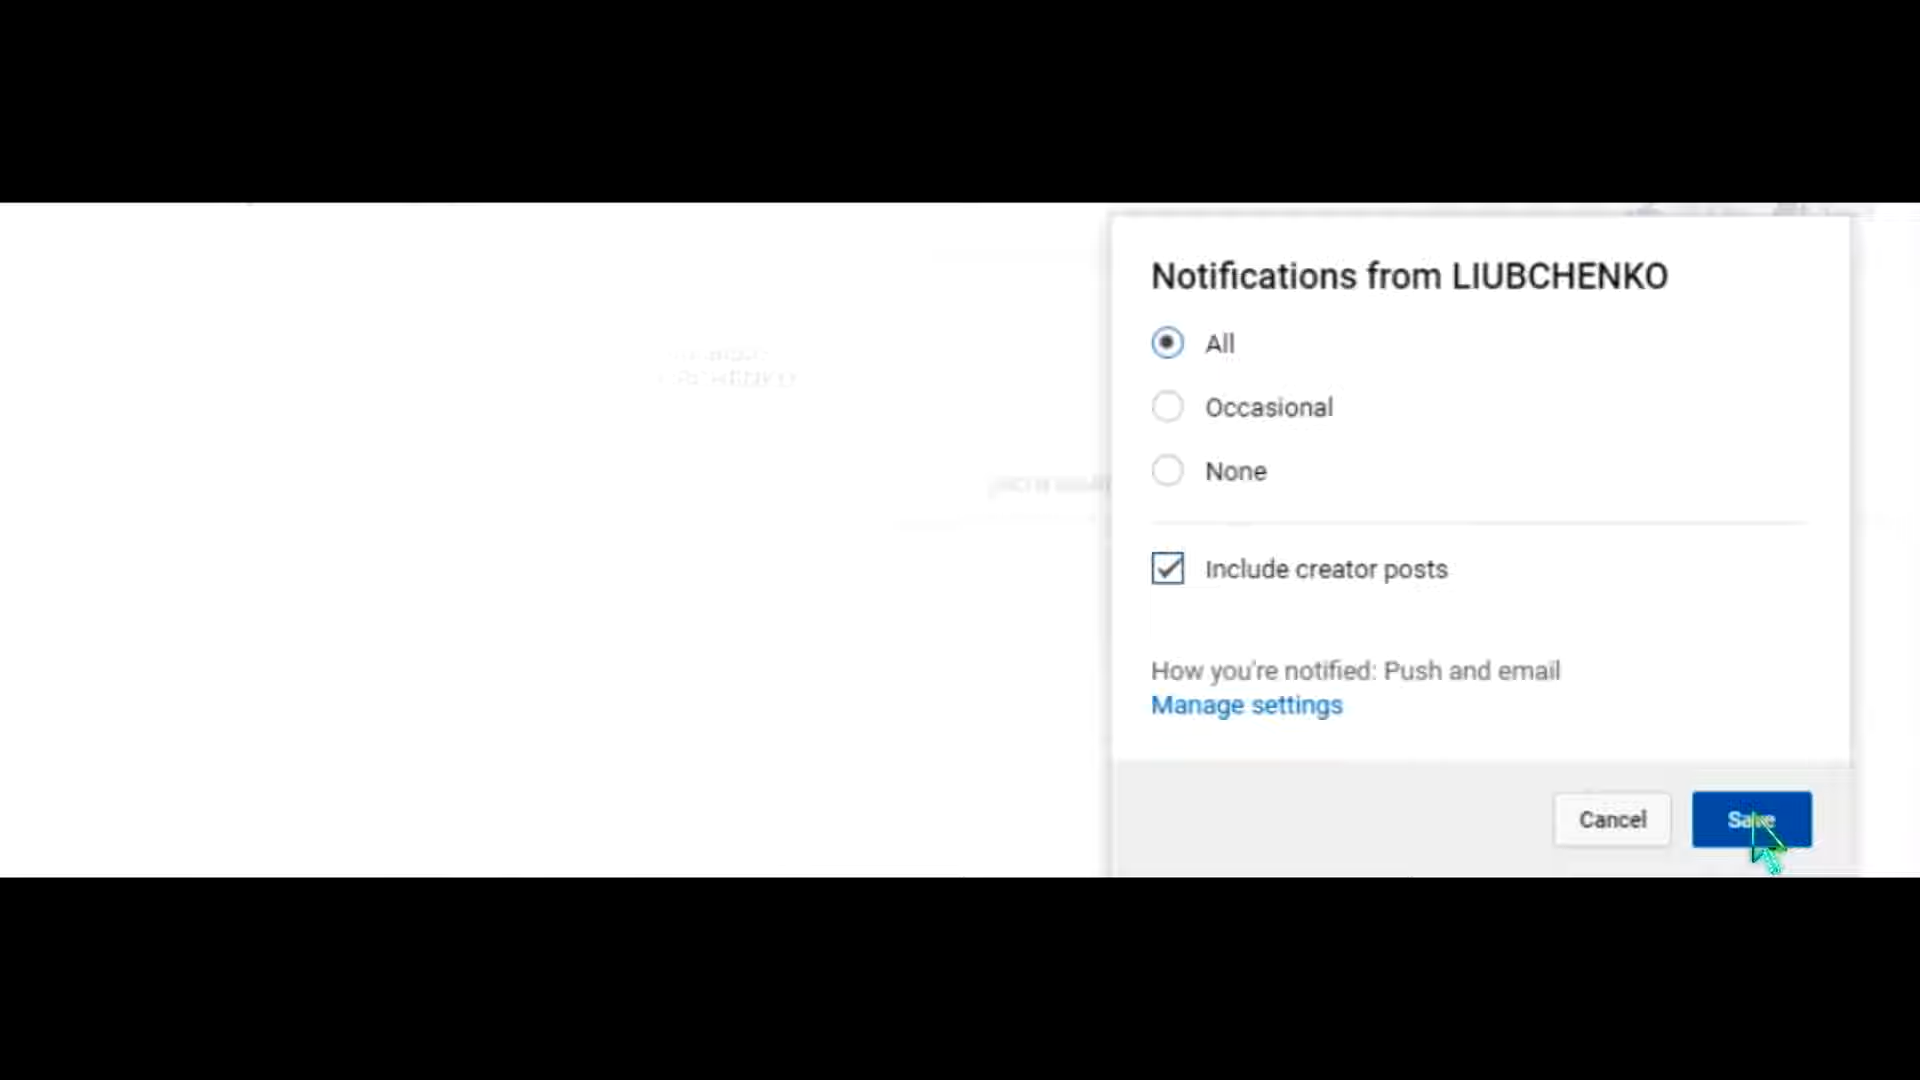 Notifications from LIUBCHENKO
All
Occasional
None
Include creator posts
How you're notified: Push and email
Manage settings
Cancel
Save